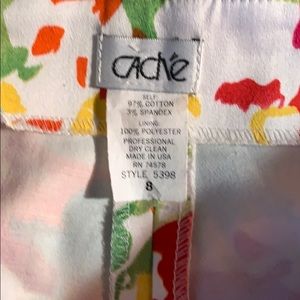 CACHÉ
SELF:
97% COTTON
3% SPANDEX
LINING:
100% POLYESTER
PROFESSIONAL
DRY CLEAN
MADE IN USA
RN 74578
STYLE 5398
8